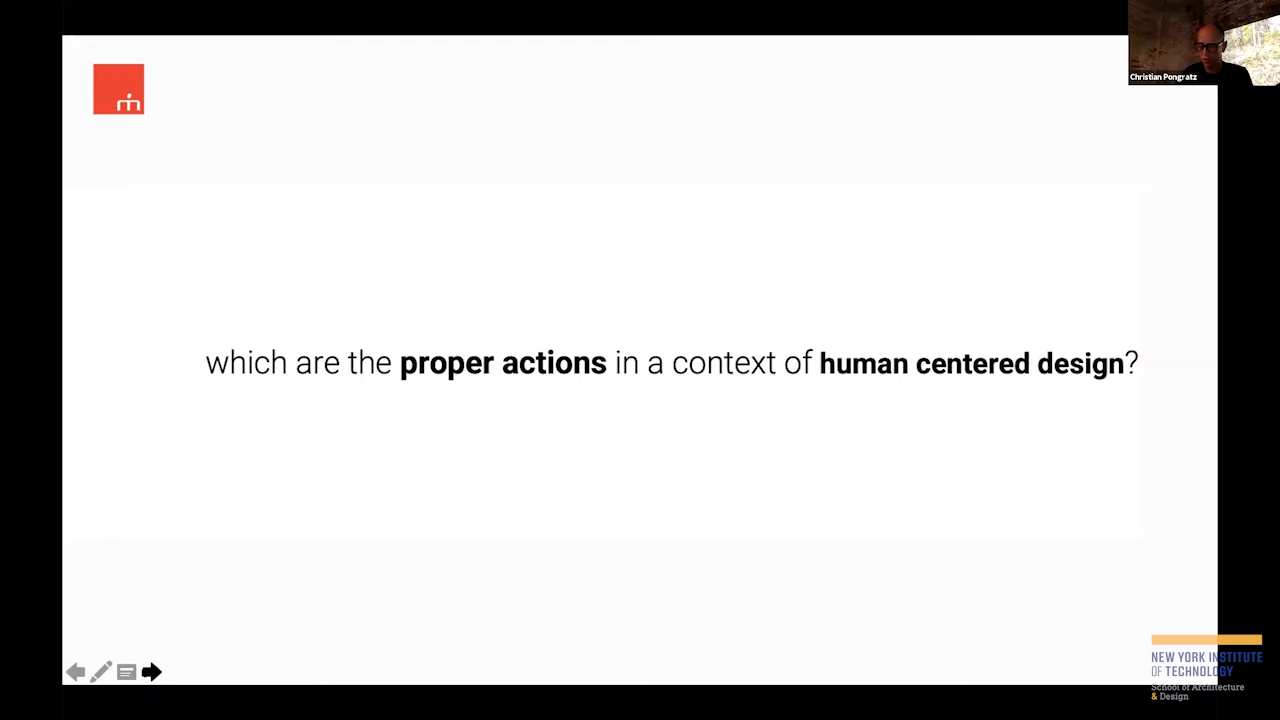 Christian Pongratz
which are the proper actions in a context of human centered design?
NEW YORK INSTITUTE
OF TECHNOLOGY
School of Architecture
& Design